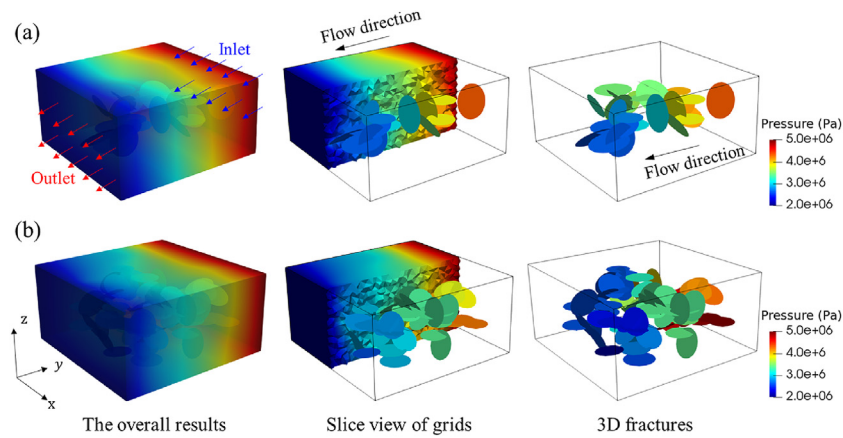 (a)
Inlet
Outlet
Flow direction
Flow direction
Pressure (Pa)
5.0e+06
4.0e+6
3.0e+6
2.0e+06
(b)
Pressure (Pa)
5.0e+06
4.0e+6
3.0e+6
2.0e+06
z
y
x
The overall results
Slice view of grids
3D fractures